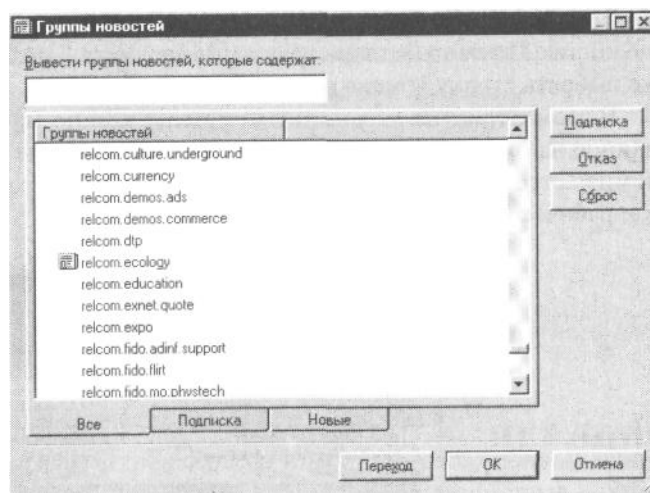 Группы новостей
Вывести группы новостей, которые содержат:
Группы новостей
relcom.culture.underground
relcom.currency
relcom.demos.ads
relcom.demos.commerce
relcom.dtp
relcom.ecology
relcom.education
relcom.exnet.quote
relcom.expo
relcom.fido.adinf.support
relcom.fido.flirt
relcom.fido.mo.phystech
Подписка
Отказ
Сброс
Все
Подписка
Новые
Переход
OK
Отмена